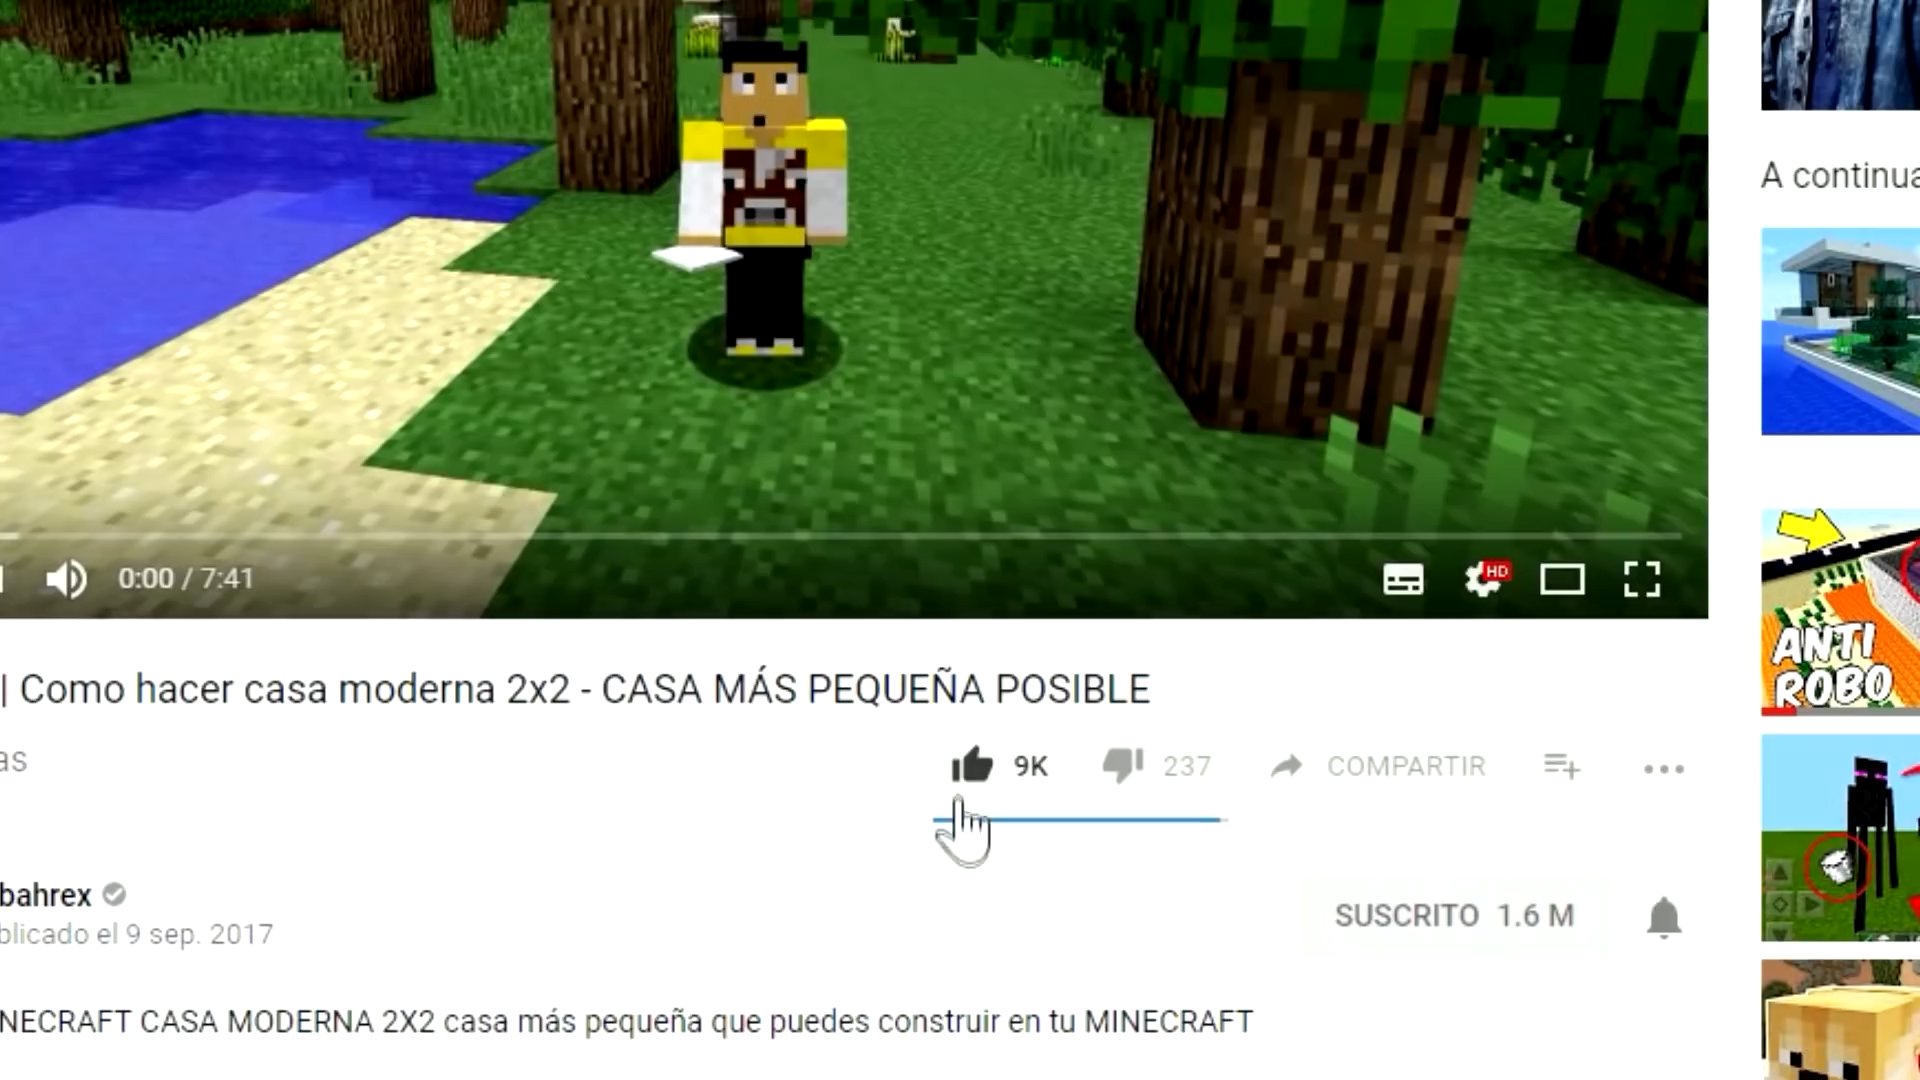 A continua
0:00 / 7:41
HD
| Como hacer casa moderna 2x2 - CASA MÁS PEQUEÑA POSIBLE
as
9K
237
COMPARTIR
ANTI
ROBO
bahrex
SUSCRITO 1.6 M
blicado el 9 sep. 2017
NECRAFT CASA MODERNA 2X2 casa más pequeña que puedes construir en tu MINECRAFT